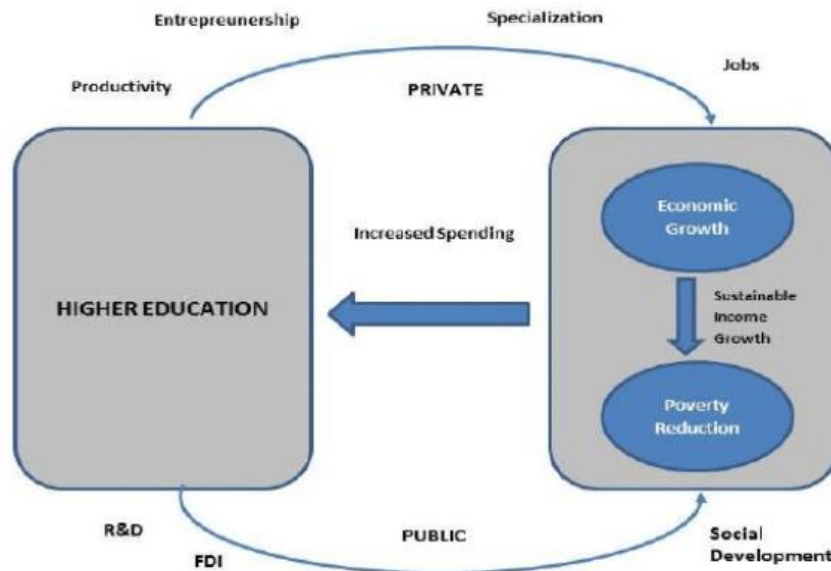 Entrepreunership
Specialization
Jobs
Productivity
PRIVATE
Economic
Growth
Increased Spending
HIGHER EDUCATION
Sustainable
Income
Growth
Poverty
Reduction
R&D
PUBLIC
Social
Development
FDI